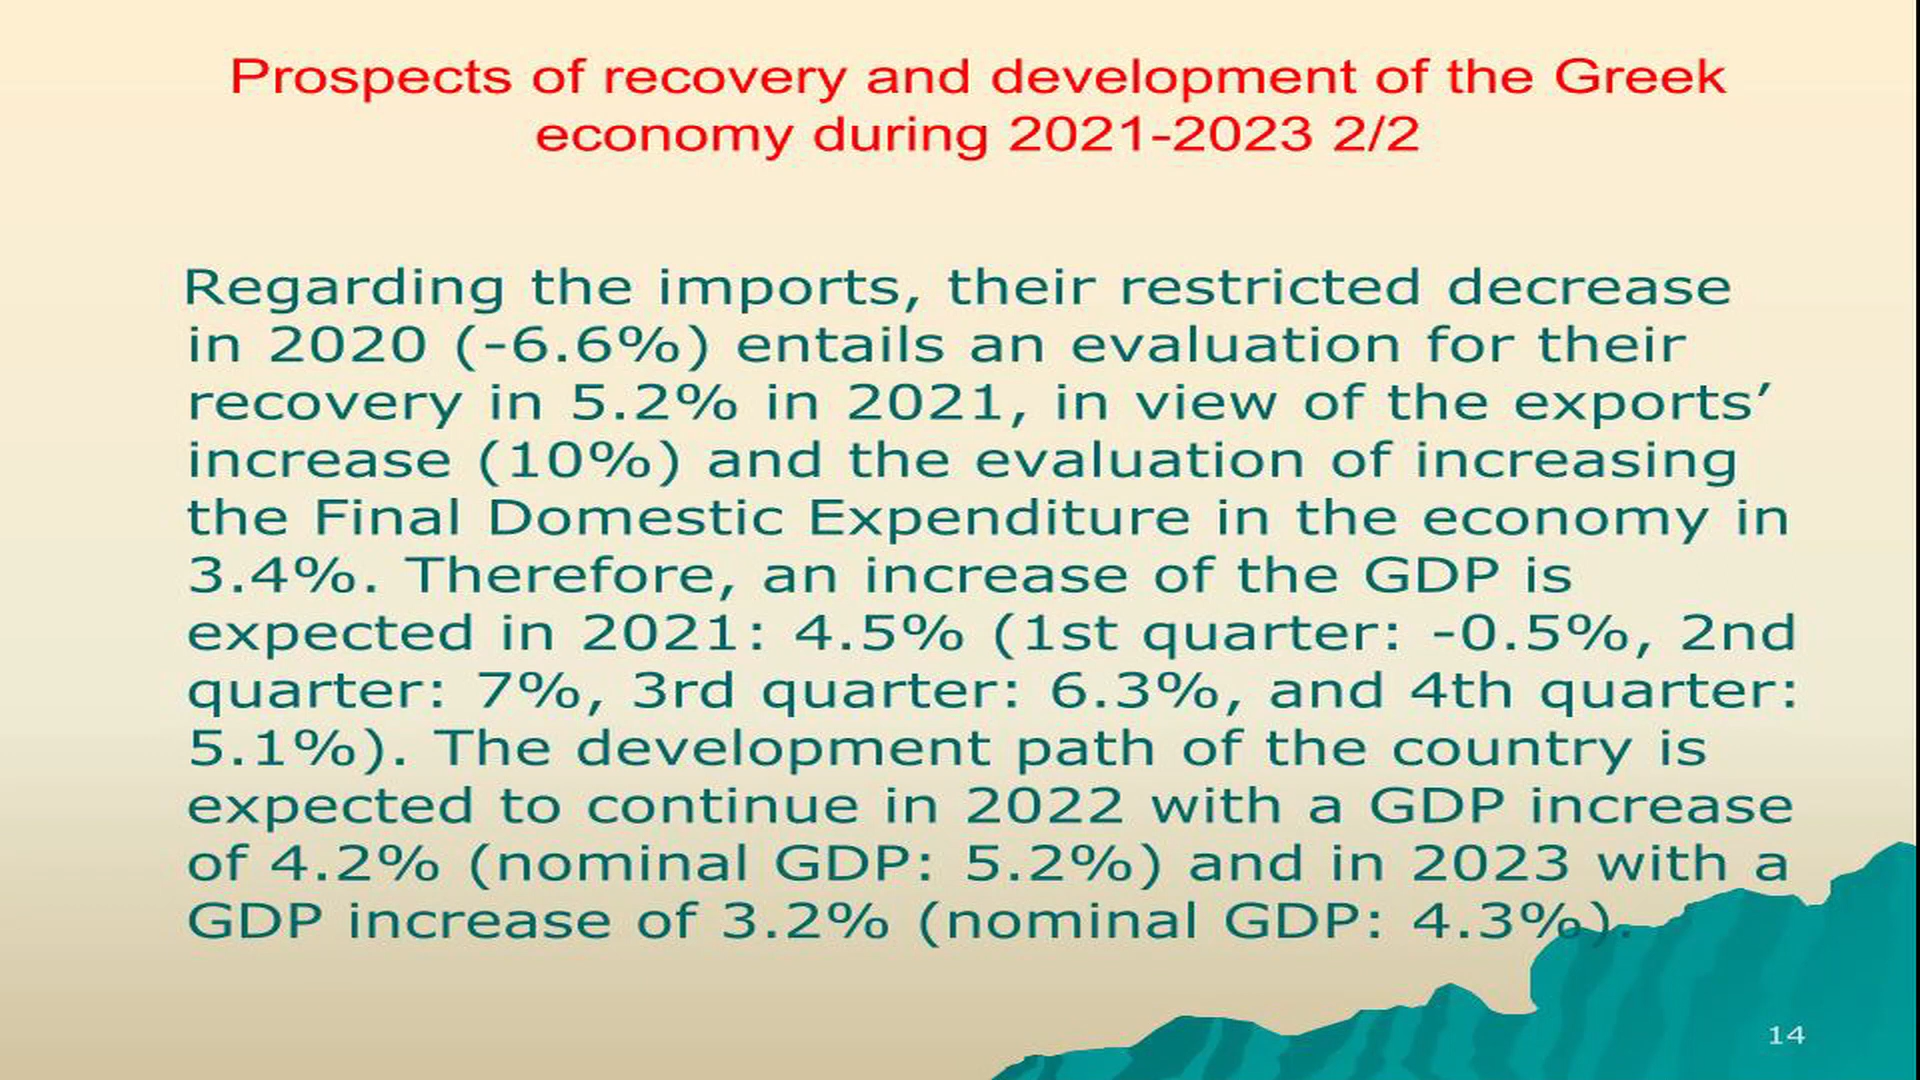 Prospects of recovery and development of the Greek
economy during 2021-2023 2/2
Regarding the imports, their restricted decrease
in 2020 (-6.6%) entails an evaluation for their
recovery in 5.2% in 2021, in view of the exports’
increase (10%) and the evaluation of increasing
the Final Domestic Expenditure in the economy in
3.4%. Therefore, an increase of the GDP is
expected in 2021: 4.5% (1st quarter: -0.5%, 2nd
quarter: 7%, 3rd quarter: 6.3%, and 4th quarter:
5.1%). The development path of the country is
expected to continue in 2022 with a GDP increase
of 4.2% (nominal GDP: 5.2%) and in 2023 with a
GDP increase of 3.2% (nominal GDP: 4.3%).
14